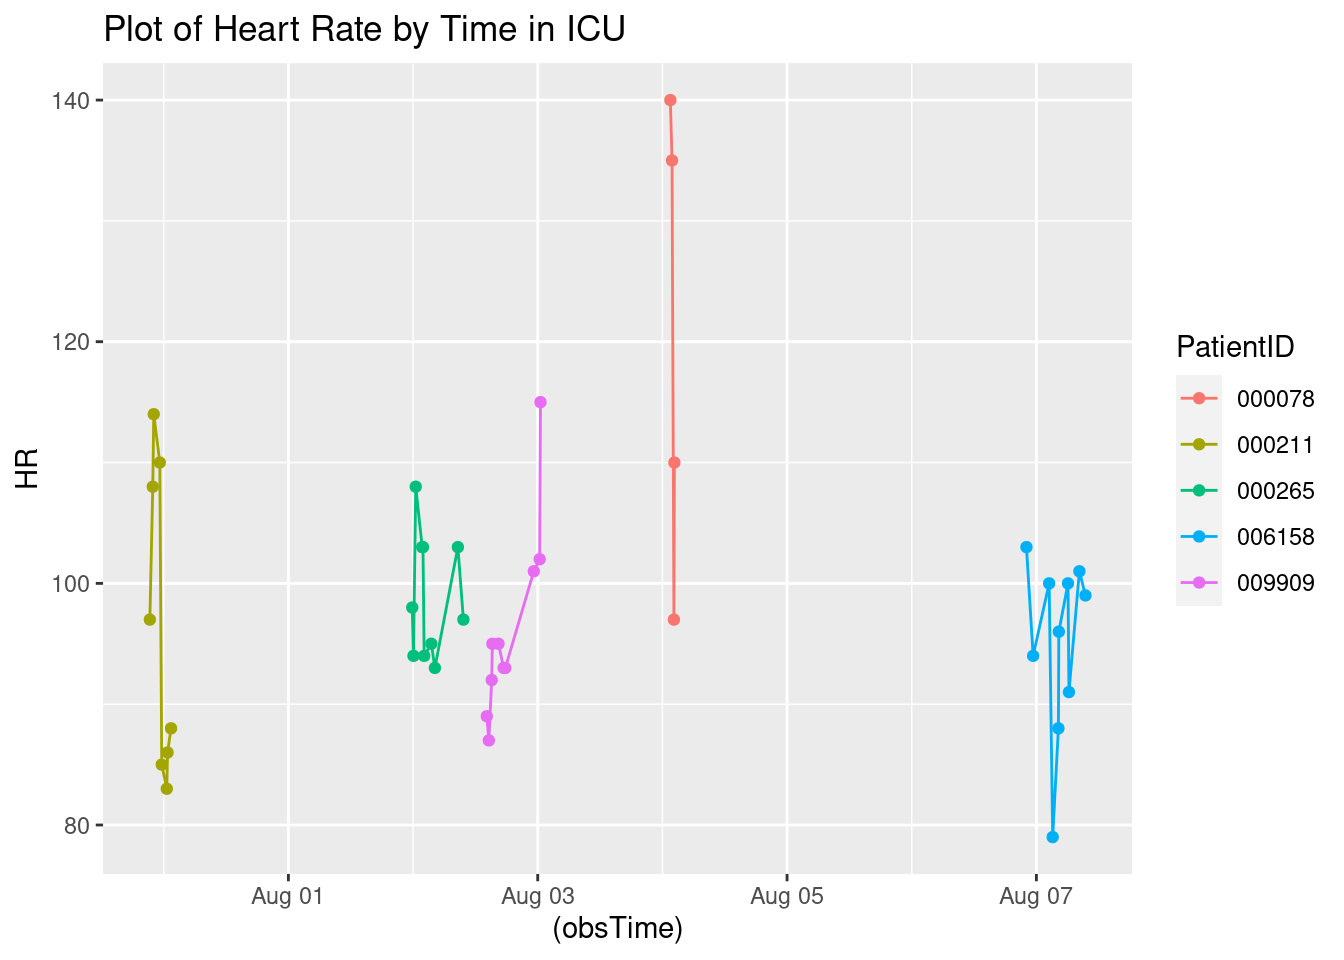 Plot of Heart Rate by Time in ICU
HR
140
120
100
80
Aug 01
Aug 03
Aug 05
Aug 07
(obsTime)
PatientID
000078
000211
000265
006158
009909